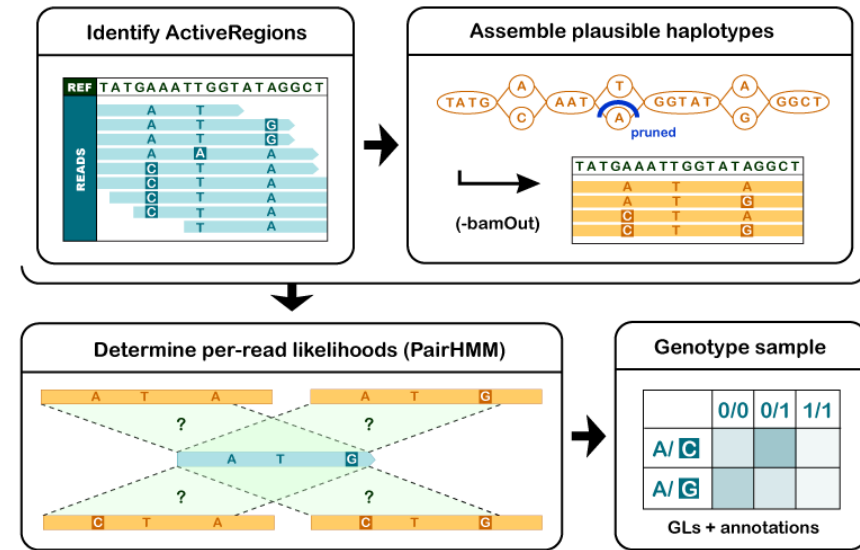 Identify ActiveRegions
REF TATGAAATTGGTATAGGCT
READS
A T
A T G
A T G
A A A
C T A
C T A
C T A
C T A
T A
Assemble plausible haplotypes
TATG A C AAT T A GGTAT A G GGCT
pruned
(-bamOut)
TATGAAATTGGTATAGGCT
A T A
A T G
C T A
C T G
Determine per-read likelihoods (PairHMM)
A T A A T G
? ?
A T G
? ?
C T A C T G
Genotype sample
0/0 0/1 1/1
A/ C
A/ G
GLs + annotations